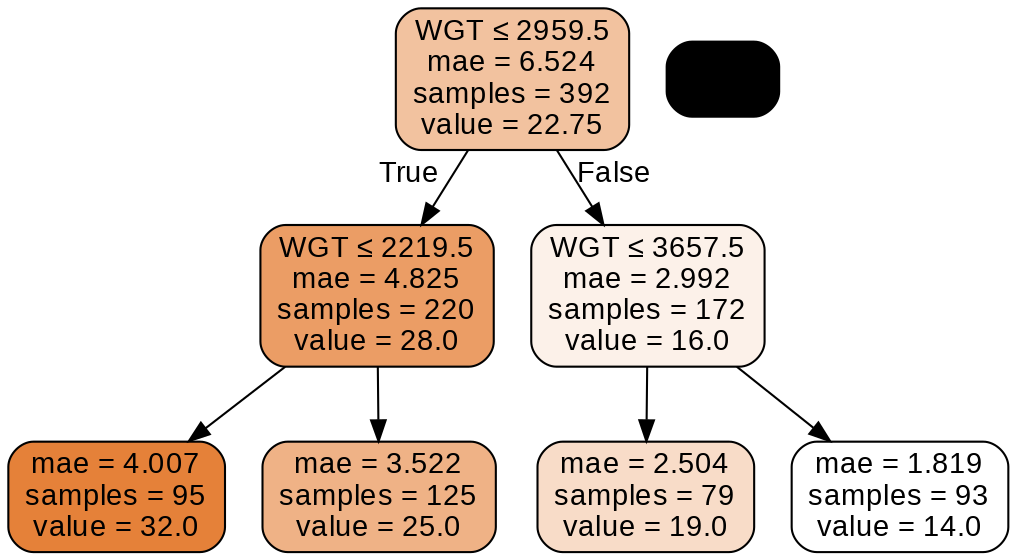 WGT ≤ 2959.5
mae = 6.524
samples = 392
value = 22.75
True
False
WGT ≤ 2219.5
mae = 4.825
samples = 220
value = 28.0
WGT ≤ 3657.5
mae = 2.992
samples = 172
value = 16.0
mae = 4.007
samples = 95
value = 32.0
mae = 3.522
samples = 125
value = 25.0
mae = 2.504
samples = 79
value = 19.0
mae = 1.819
samples = 93
value = 14.0